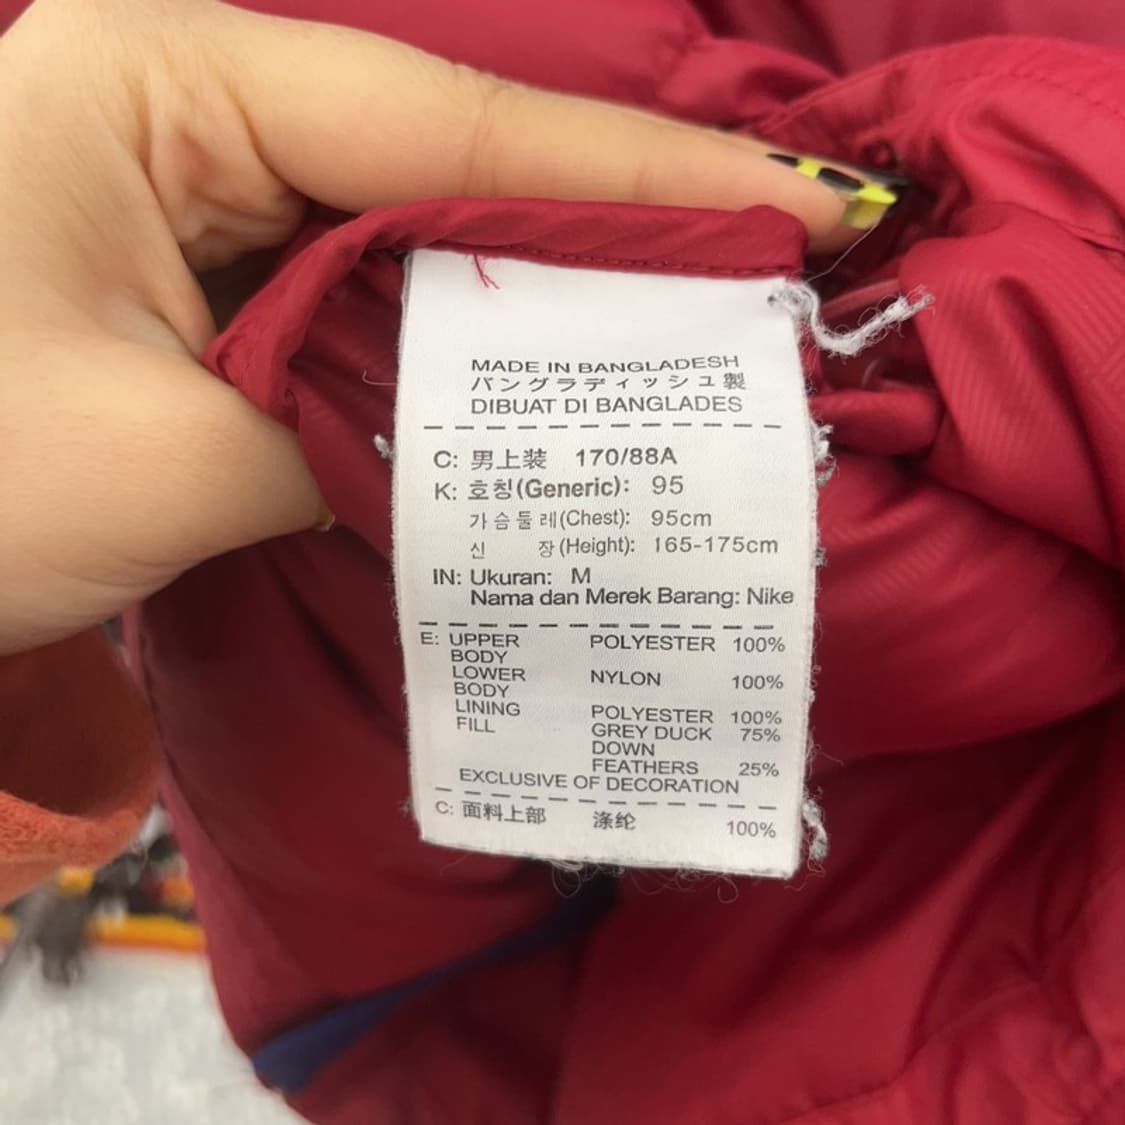 MADE IN BANGLADESH
バングラディッシュ製
DIBUAT DI BANGLADES
C: 男上装 170/88A
K: 호칭(Generic): 95
가슴둘레(Chest): 95cm
신 장(Height): 165-175cm
IN: Ukuran: M
Nama dan Merek Barang: Nike
E: UPPER POLYESTER 100%
BODY
LOWER NYLON 100%
BODY
LINING POLYESTER 100%
FILL GREY DUCK 75%
DOWN
FEATHERS 25%
EXCLUSIVE OF DECORATION
C: 面料上部 涤纶 100%